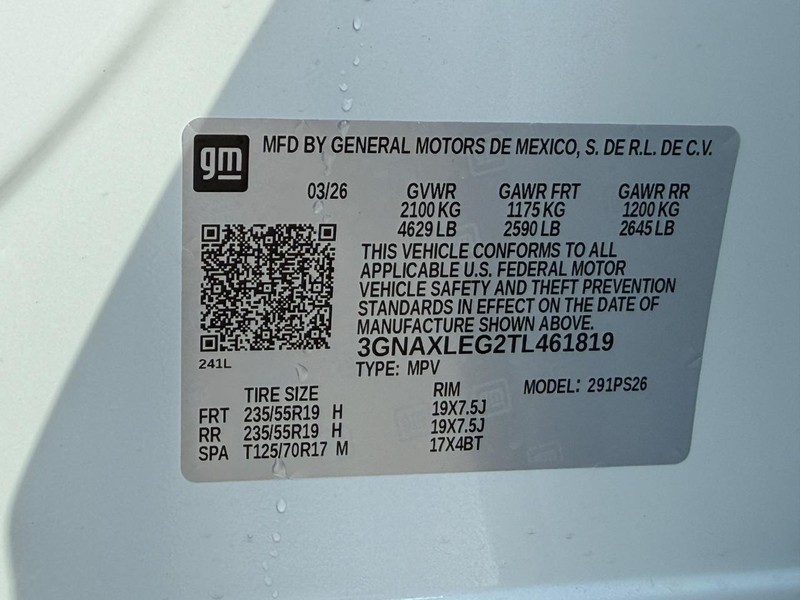 gm
MFD BY GENERAL MOTORS DE MEXICO, S. DE R.L. DE C.V.
03/26 GVWR GAWR FRT GAWR RR
2100 KG 1175 KG 1200 KG
4629 LB 2590 LB 2645 LB
THIS VEHICLE CONFORMS TO ALL
APPLICABLE U.S. FEDERAL MOTOR
VEHICLE SAFETY AND THEFT PREVENTION
STANDARDS IN EFFECT ON THE DATE OF
MANUFACTURE SHOWN ABOVE.
3GNAXLEG2TL461819
241L
TYPE: MPV
TIRE SIZE RIM MODEL: 291PS26
FRT 235/55R19 H 19X7.5J
RR 235/55R19 H 19X7.5J
SPA T125/70R17 M 17X4BT